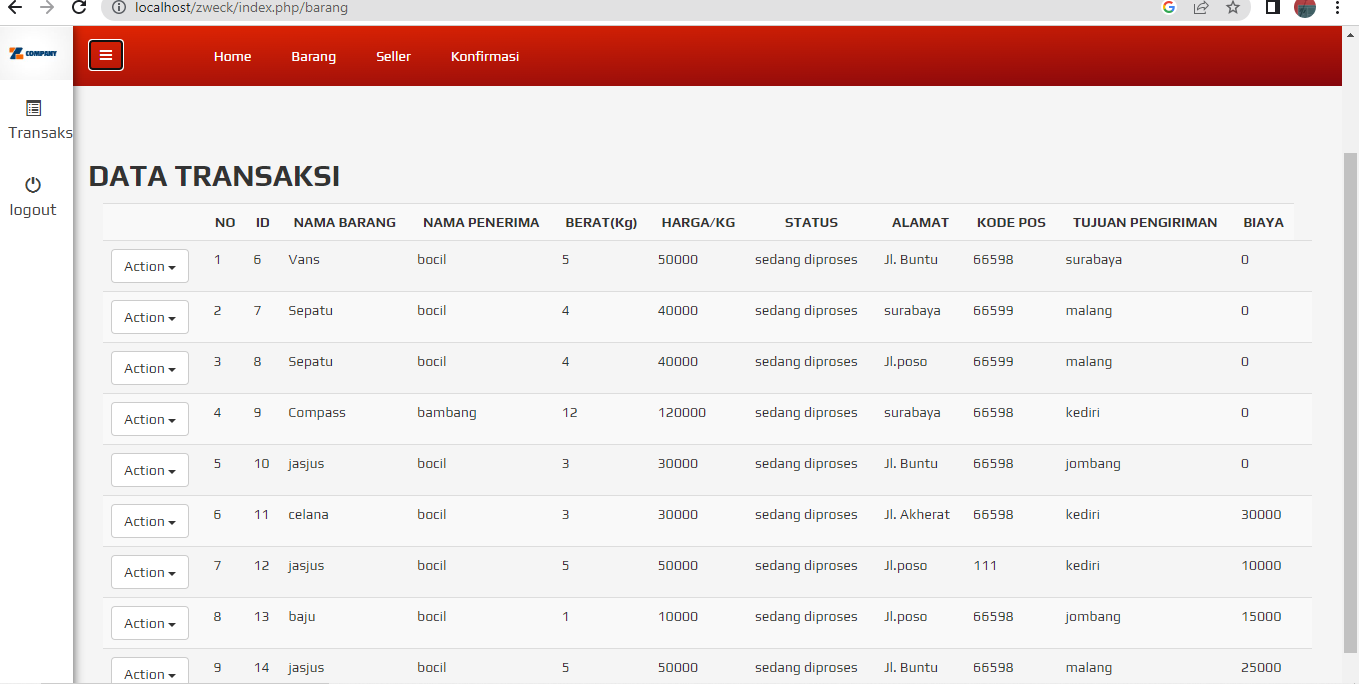 localhost/zweck/index.php/barang
COMPANY
Home Barang Seller Konfirmasi
Transaks
logout
DATA TRANSAKSI
NO ID NAMA BARANG NAMA PENERIMA BERAT(Kg) HARGA/KG STATUS ALAMAT KODE POS TUJUAN PENGIRIMAN BIAYA
Action 1 6 Vans bocil 5 50000 sedang diproses Jl. Buntu 66598 surabaya 0
Action 2 7 Sepatu bocil 4 40000 sedang diproses surabaya 66599 malang 0
Action 3 8 Sepatu bocil 4 40000 sedang diproses Jl.poso 66599 malang 0
Action 4 9 Compass bambang 12 120000 sedang diproses surabaya 66598 kediri 0
Action 5 10 jasjus bocil 3 30000 sedang diproses Jl. Buntu 66598 jombang 0
Action 6 11 celana bocil 3 30000 sedang diproses Jl. Akherat 66598 kediri 30000
Action 7 12 jasjus bocil 5 50000 sedang diproses Jl.poso 111 kediri 10000
Action 8 13 baju bocil 1 10000 sedang diproses Jl.poso 66598 jombang 15000
Action 9 14 jasjus bocil 5 50000 sedang diproses Jl. Buntu 66598 malang 25000